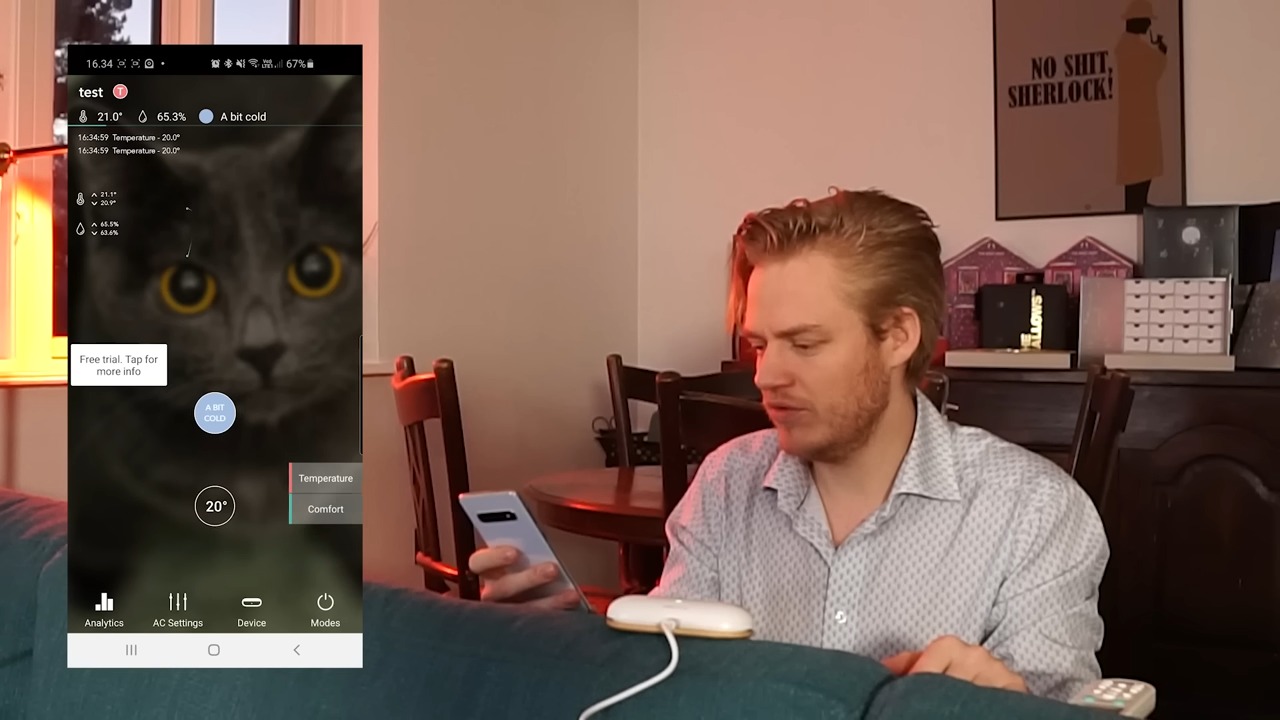 16.34
67%
test T
21.0° 65.3% A bit cold
16:34:59 Temperature - 20.0°
16:34:59 Temperature - 20.0°
21.1°
20.9°
65.5%
63.6%
Free trial. Tap for
more info
A BIT
COLD
20°
Temperature
Comfort
Analytics
AC Settings
Device
Modes
NO SHIT,
SHERLOCK!